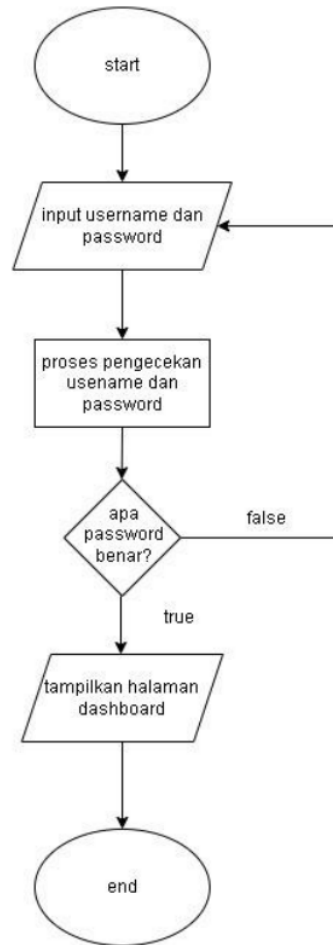 start
input username dan
password
proses pengecekan
usename dan
password
apa
password
benar?
false
true
tampilkan halaman
dashboard
end